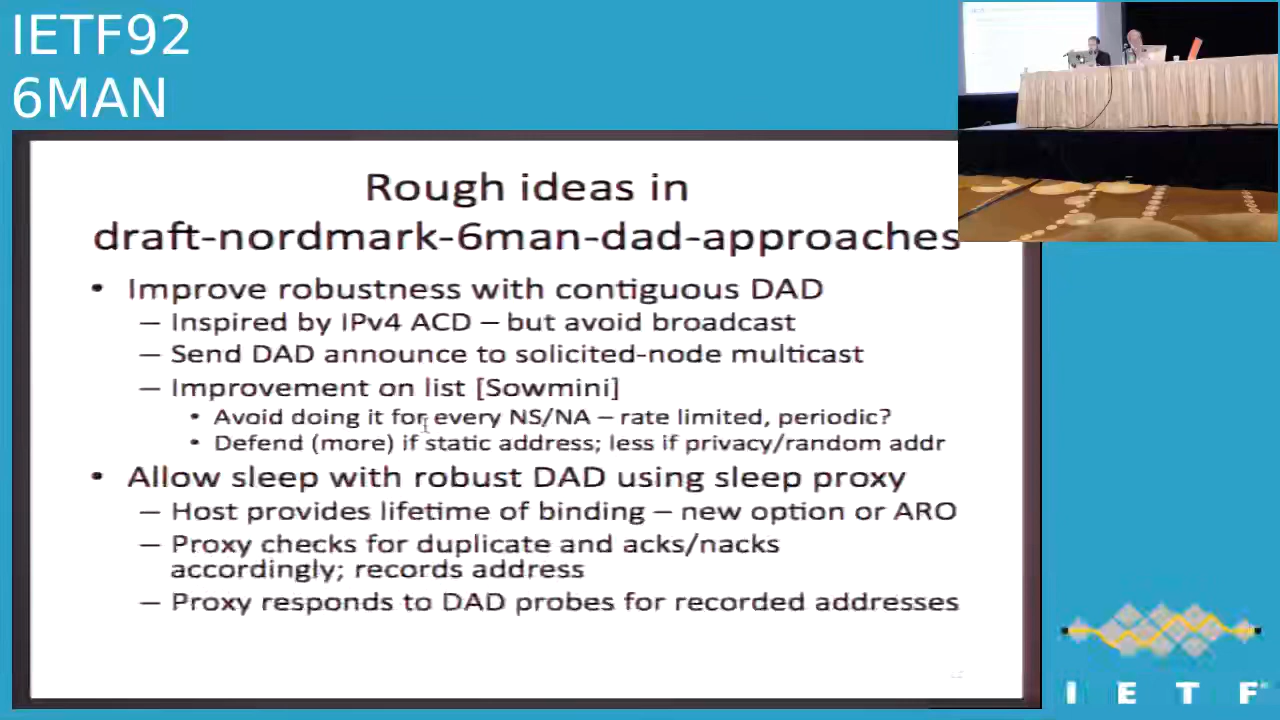 IETF92
6MAN
Rough ideas in
draft-nordmark-6man-dad-approaches
• Improve robustness with contiguous DAD
– Inspired by IPv4 ACD – but avoid broadcast
– Send DAD announce to solicited-node multicast
– Improvement on list [Sowmini]
• Avoid doing it for every NS/NA – rate limited, periodic?
• Defend (more) if static address; less if privacy/random addr
• Allow sleep with robust DAD using sleep proxy
– Host provides lifetime of binding – new option or ARO
– Proxy checks for duplicate and acks/nacks
accordingly; records address
– Proxy responds to DAD probes for recorded addresses
I E T F